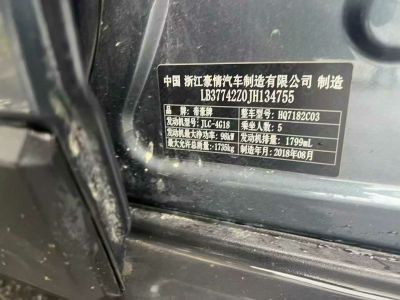 中国 浙江豪情汽车制造有限公司 制造
LB37742Z0JH134755
品牌：帝豪牌 整车型号：HQ7182C03
发动机型号：JLC-4G18 乘坐人数：5
发动机最大净功率：98kW 发动机排量：1799mL
最大允许总质量：1735kg 制造年月：2018年08月